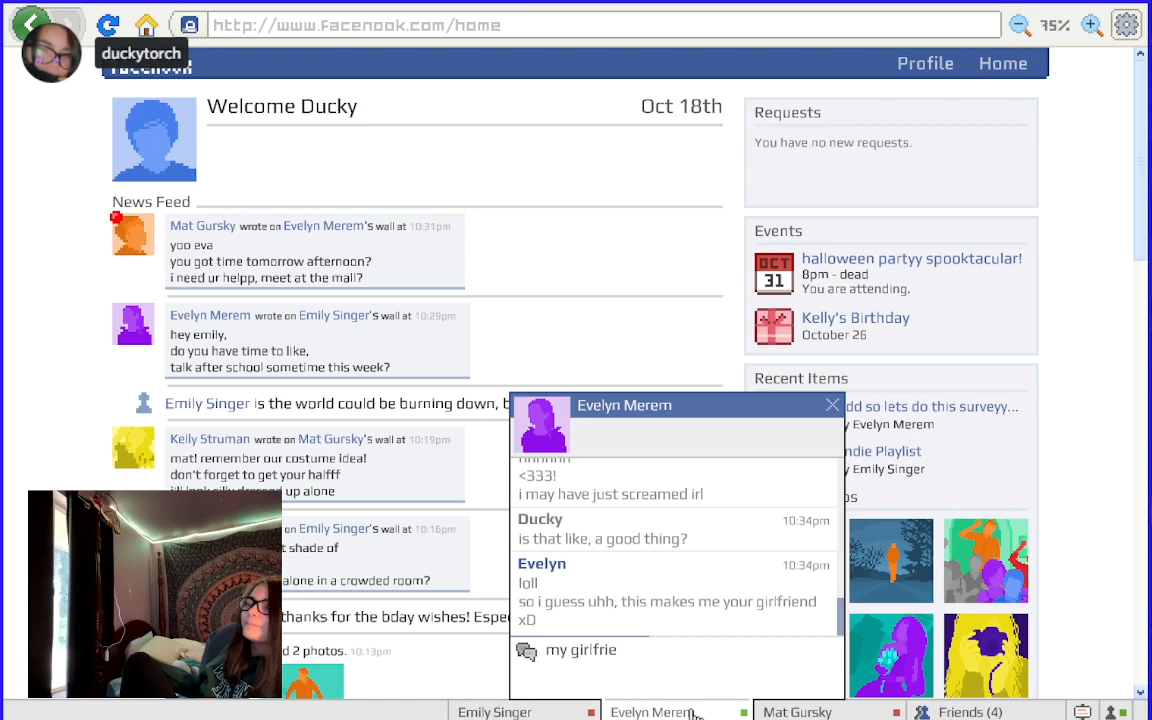 http://www.Facenook.com/home
75%
duckytorch
Profile
Home
Welcome Ducky
Oct 18th
News Feed
Mat Gursky wrote on Evelyn Merem's wall at 10:31pm
yoo eva
you got time tomorrow afternoon?
i need ur helpp, meet at the mall?
Evelyn Merem wrote on Emily Singer's wall at 10:29pm
hey emily,
do you have time to like,
talk after school sometime this week?
Emily Singer is the world could be burning down,
Kelly Struman wrote on Mat Gursky's wall at 10:19pm
mat! remember our costume idea!
don't forget to get your halfff
up alone
on Emily Singer's wall at 10:16pm
t shade of
alone in a crowded room?
thanks for the bday wishes! Espe
d 2 photos. 10:13pm
Requests
You have no new requests.
Events
OCT
31
halloween partyy spooktacular!
8pm - dead
You are attending.
Kelly's Birthday
October 26
Recent Items
dd so lets do this surveyy...
y Evelyn Merem
ndie Playlist
y Emily Singer
os
Evelyn Merem
<333!
i may have just screamed irl
Ducky 10:34pm
is that like, a good thing?
Evelyn 10:34pm
loll
so i guess uhh, this makes me your girlfriend
xD
my girlfrie
Emily Singer
Evelyn Merem
Mat Gursky
Friends (4)